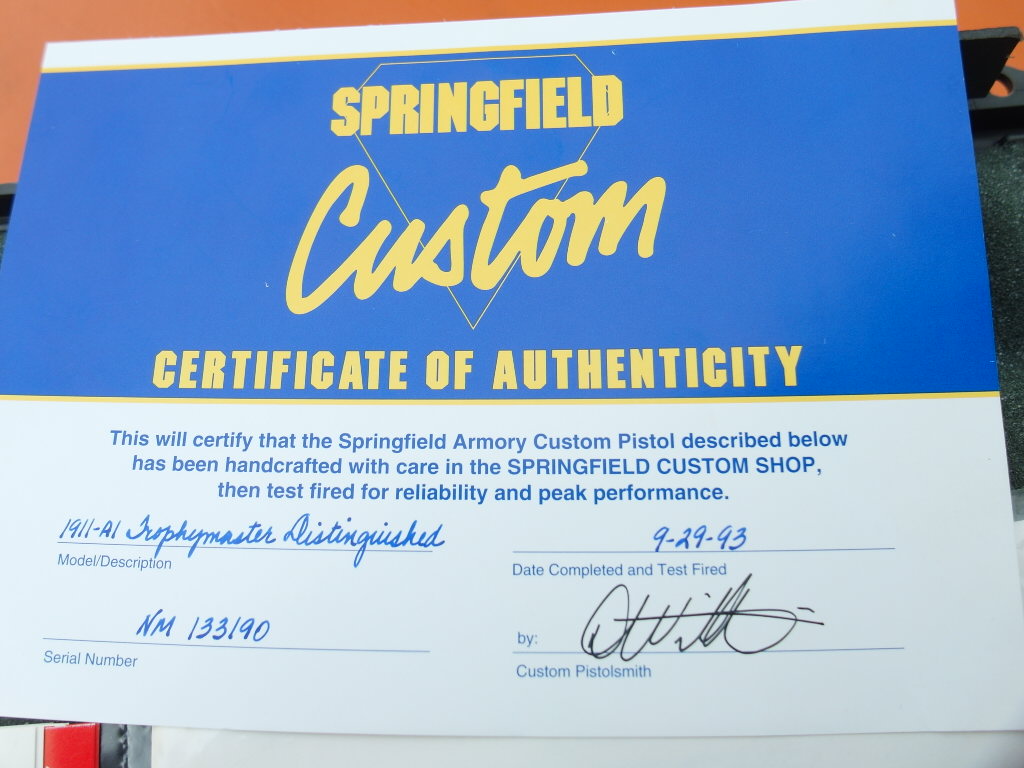 SPRINGFIELD
Custom
CERTIFICATE OF AUTHENTICITY
This will certify that the Springfield Armory Custom Pistol described below
has been handcrafted with care in the SPRINGFIELD CUSTOM SHOP,
then test fired for reliability and peak performance.
1911-A1 Trophymaster Distinguished
Model/Description
9-29-93
Date Completed and Test Fired
NM 133190
Serial Number
by:
Custom Pistolsmith